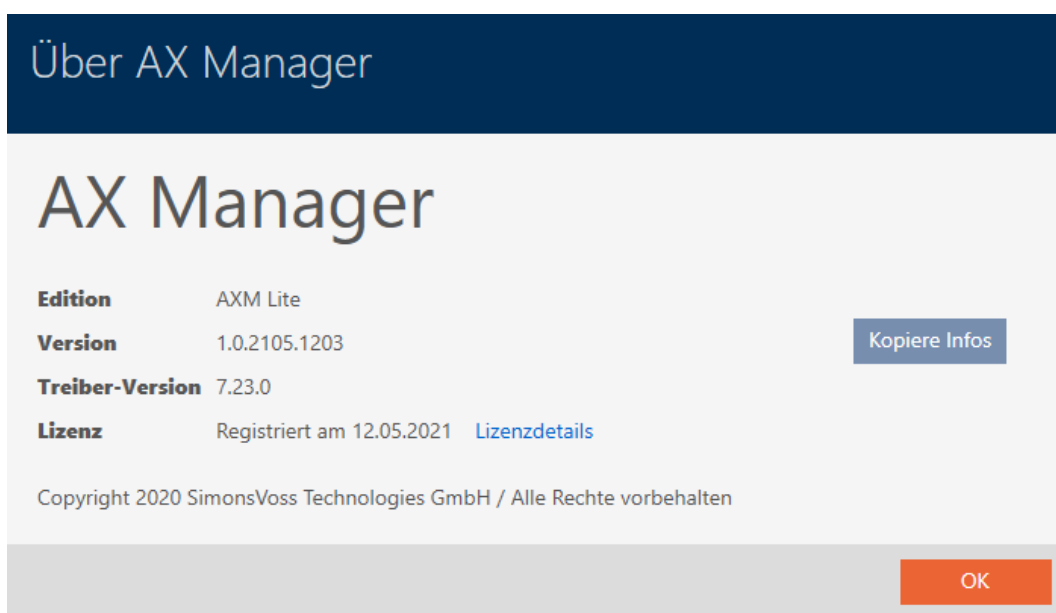 Über AX Manager
AX Manager
Edition AXM Lite
Version 1.0.2105.1203
Kopiere Infos
Treiber-Version 7.23.0
Lizenz Registriert am 12.05.2021 Lizenzdetails
Copyright 2020 SimonsVoss Technologies GmbH / Alle Rechte vorbehalten
OK